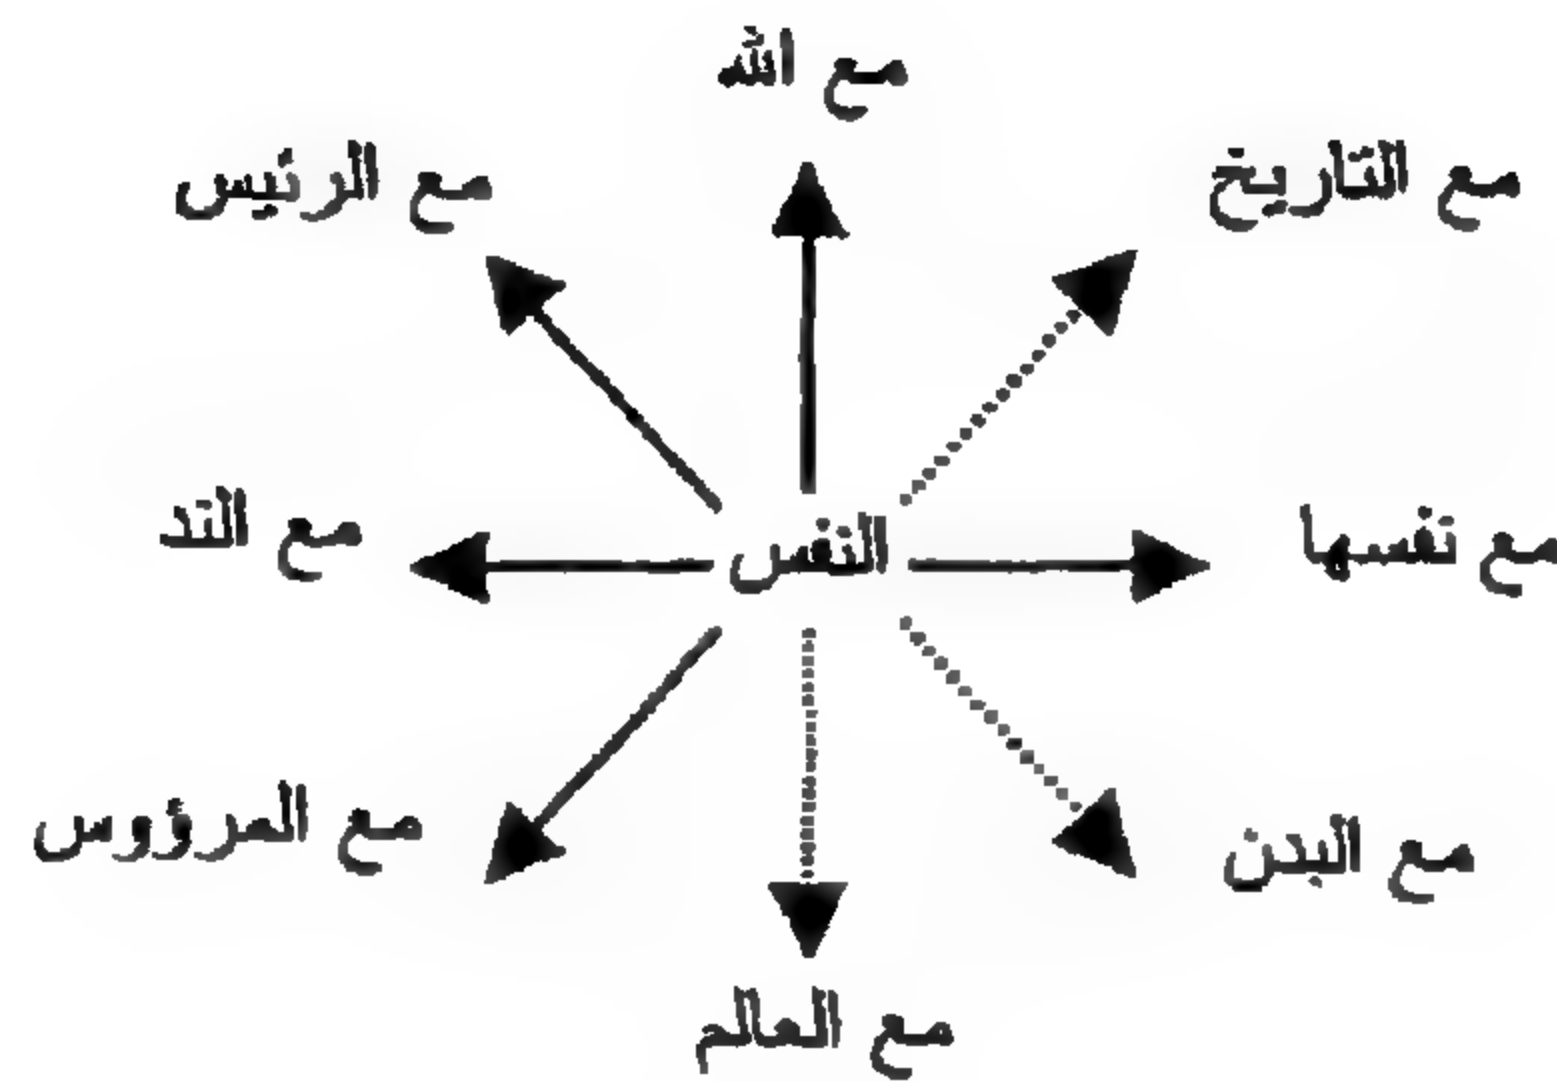 مع الله
مع التاريخ
مع الرئيس
مع نفسها
النفس
مع الند
مع البدن
مع المرؤوس
مع العالم